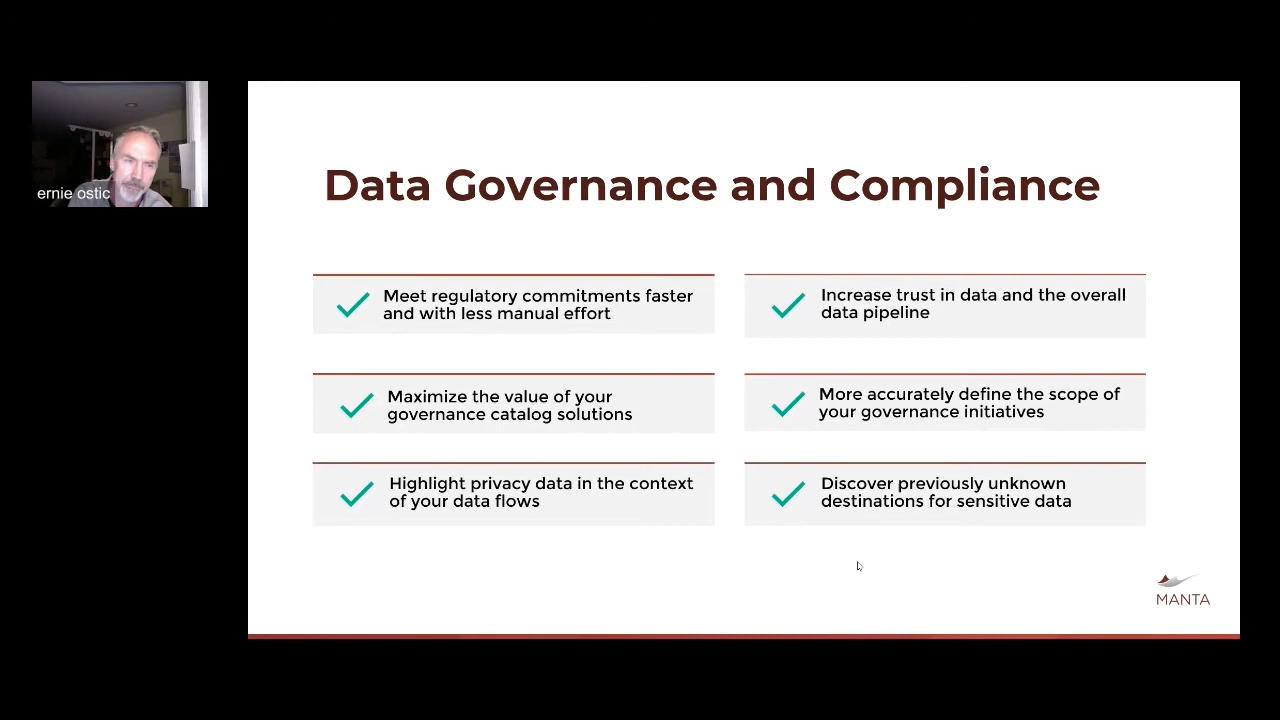 ernie ostic
Data Governance and Compliance
Meet regulatory commitments faster
and with less manual effort
Increase trust in data and the overall
data pipeline
Maximize the value of your
governance catalog solutions
More accurately define the scope of
your governance initiatives
Highlight privacy data in the context
of your data flows
Discover previously unknown
destinations for sensitive data
MANTA